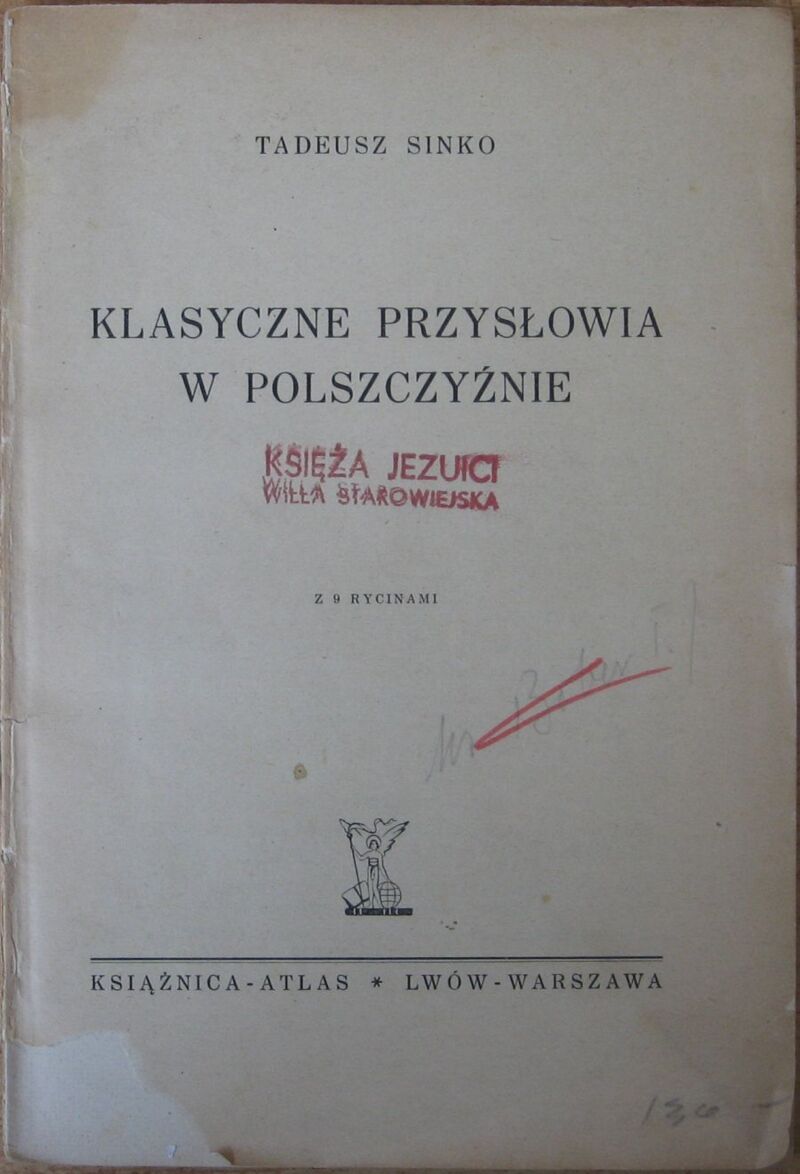 TADEUSZ SINKO
KLASYCZNE PRZYSŁOWIA
W POLSZCZYŹNIE
KSIĘŻA JEZUICI
WILLA STAROWIEJSKA
Z 9 RYCINAMI
KSIĄŻNICA-ATLAS * LWÓW-WARSZAWA